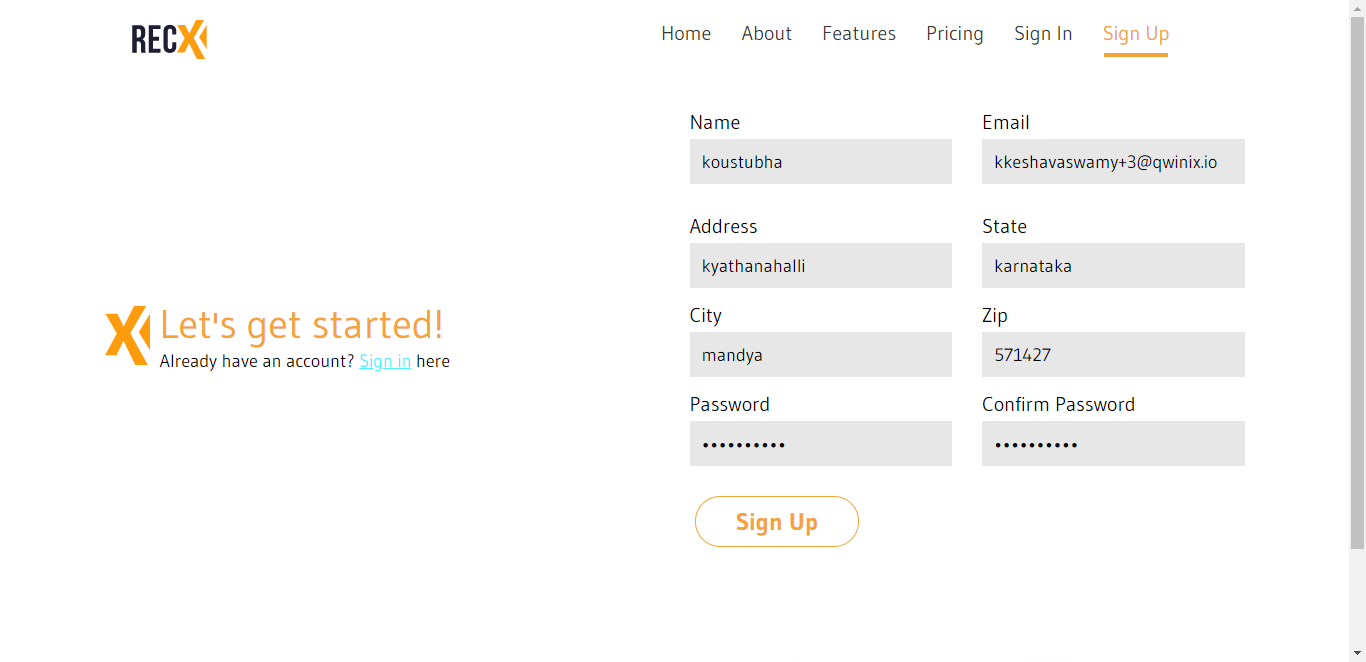 RECX
Home About Features Pricing Sign In Sign Up
Name Email
koustubha kkeshavaswamy+3@qwinix.io
Address State
kyathanahalli karnataka
City Zip
mandya 571427
Password Confirm Password
•••••••••• ••••••••••
Sign Up
X Let's get started!
Already have an account? Sign in here